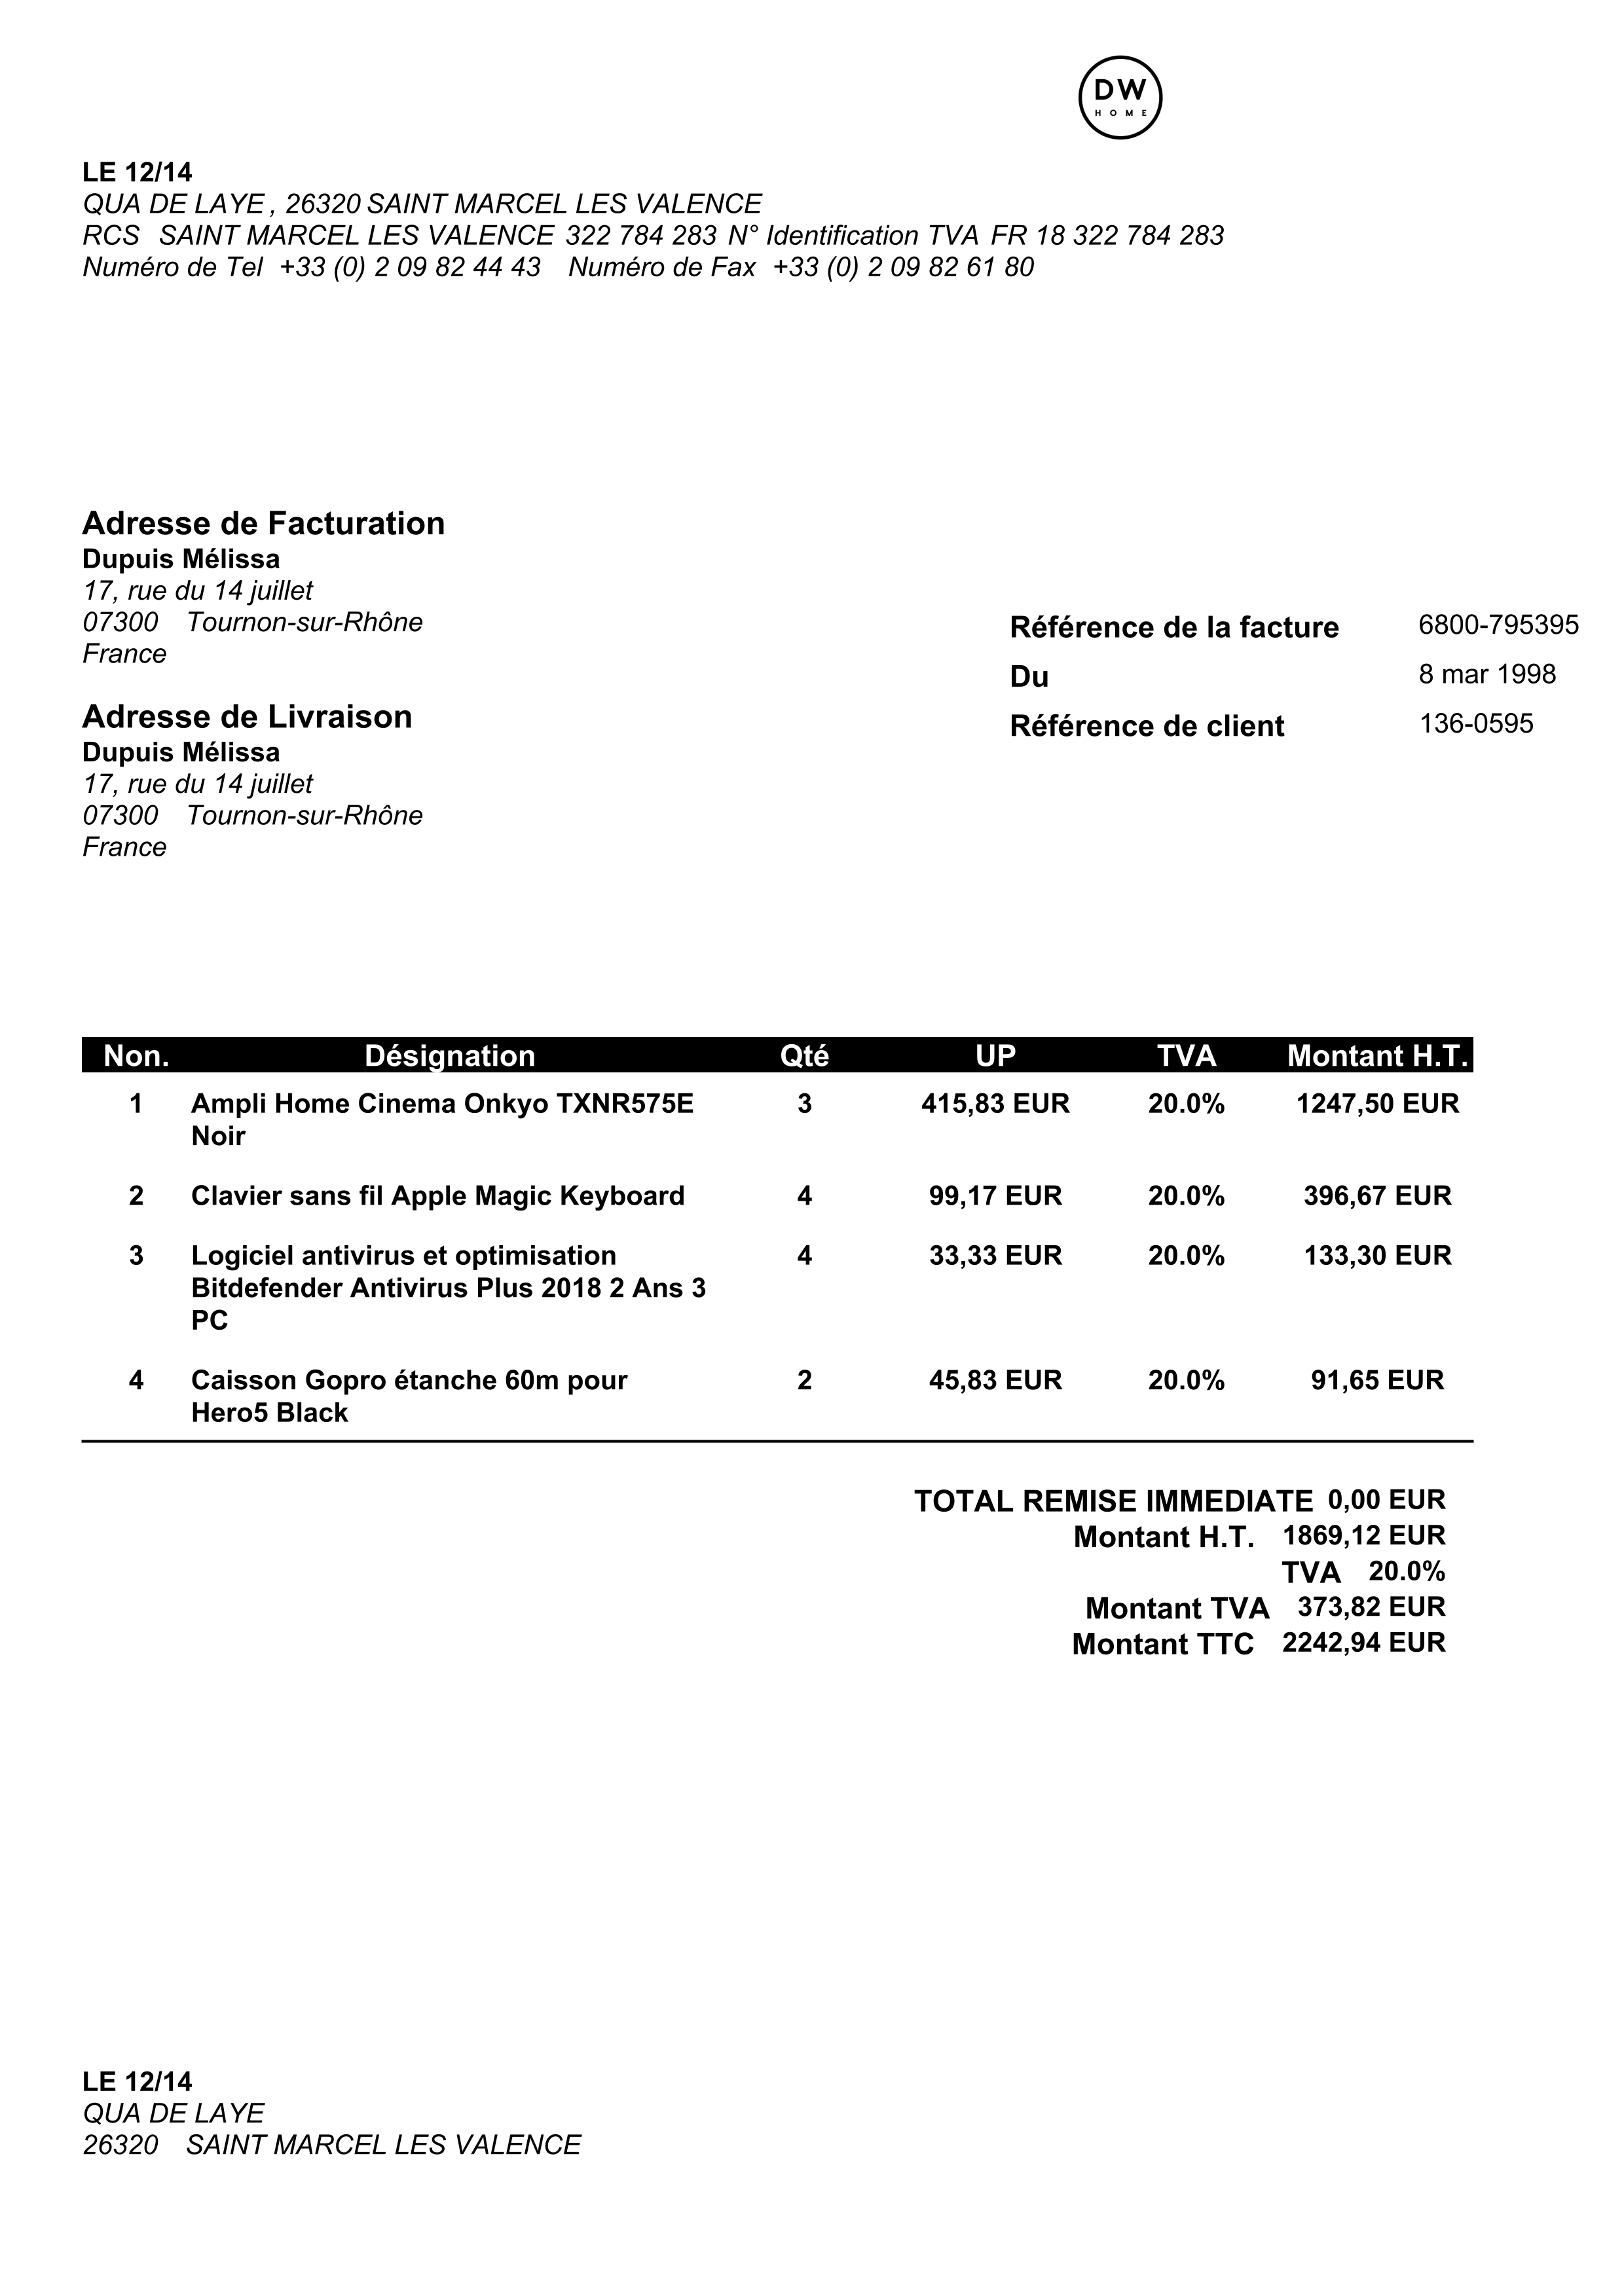 DW
HOME
LE 12/14
QUA DE LAYE , 26320 SAINT MARCEL LES VALENCE
RCS SAINT MARCEL LES VALENCE 322 784 283 N° Identification TVA FR 18 322 784 283
Numéro de Tel +33 (0) 2 09 82 44 43 Numéro de Fax +33 (0) 2 09 82 61 80
Adresse de Facturation
Dupuis Mélissa
17, rue du 14 juillet
07300 Tournon-sur-Rhône
France
Référence de la facture 6800-795395
Du 8 mar 1998
Référence de client 136-0595
Adresse de Livraison
Dupuis Mélissa
17, rue du 14 juillet
07300 Tournon-sur-Rhône
France
Non. Désignation Qté UP TVA Montant H.T.
1 Ampli Home Cinema Onkyo TXNR575E 3 415,83 EUR 20.0% 1247,50 EUR
Noir
2 Clavier sans fil Apple Magic Keyboard 4 99,17 EUR 20.0% 396,67 EUR
3 Logiciel antivirus et optimisation 4 33,33 EUR 20.0% 133,30 EUR
Bitdefender Antivirus Plus 2018 2 Ans 3
PC
4 Caisson Gopro étanche 60m pour 2 45,83 EUR 20.0% 91,65 EUR
Hero5 Black
TOTAL REMISE IMMEDIATE 0,00 EUR
Montant H.T. 1869,12 EUR
TVA 20.0%
Montant TVA 373,82 EUR
Montant TTC 2242,94 EUR
LE 12/14
QUA DE LAYE
26320 SAINT MARCEL LES VALENCE